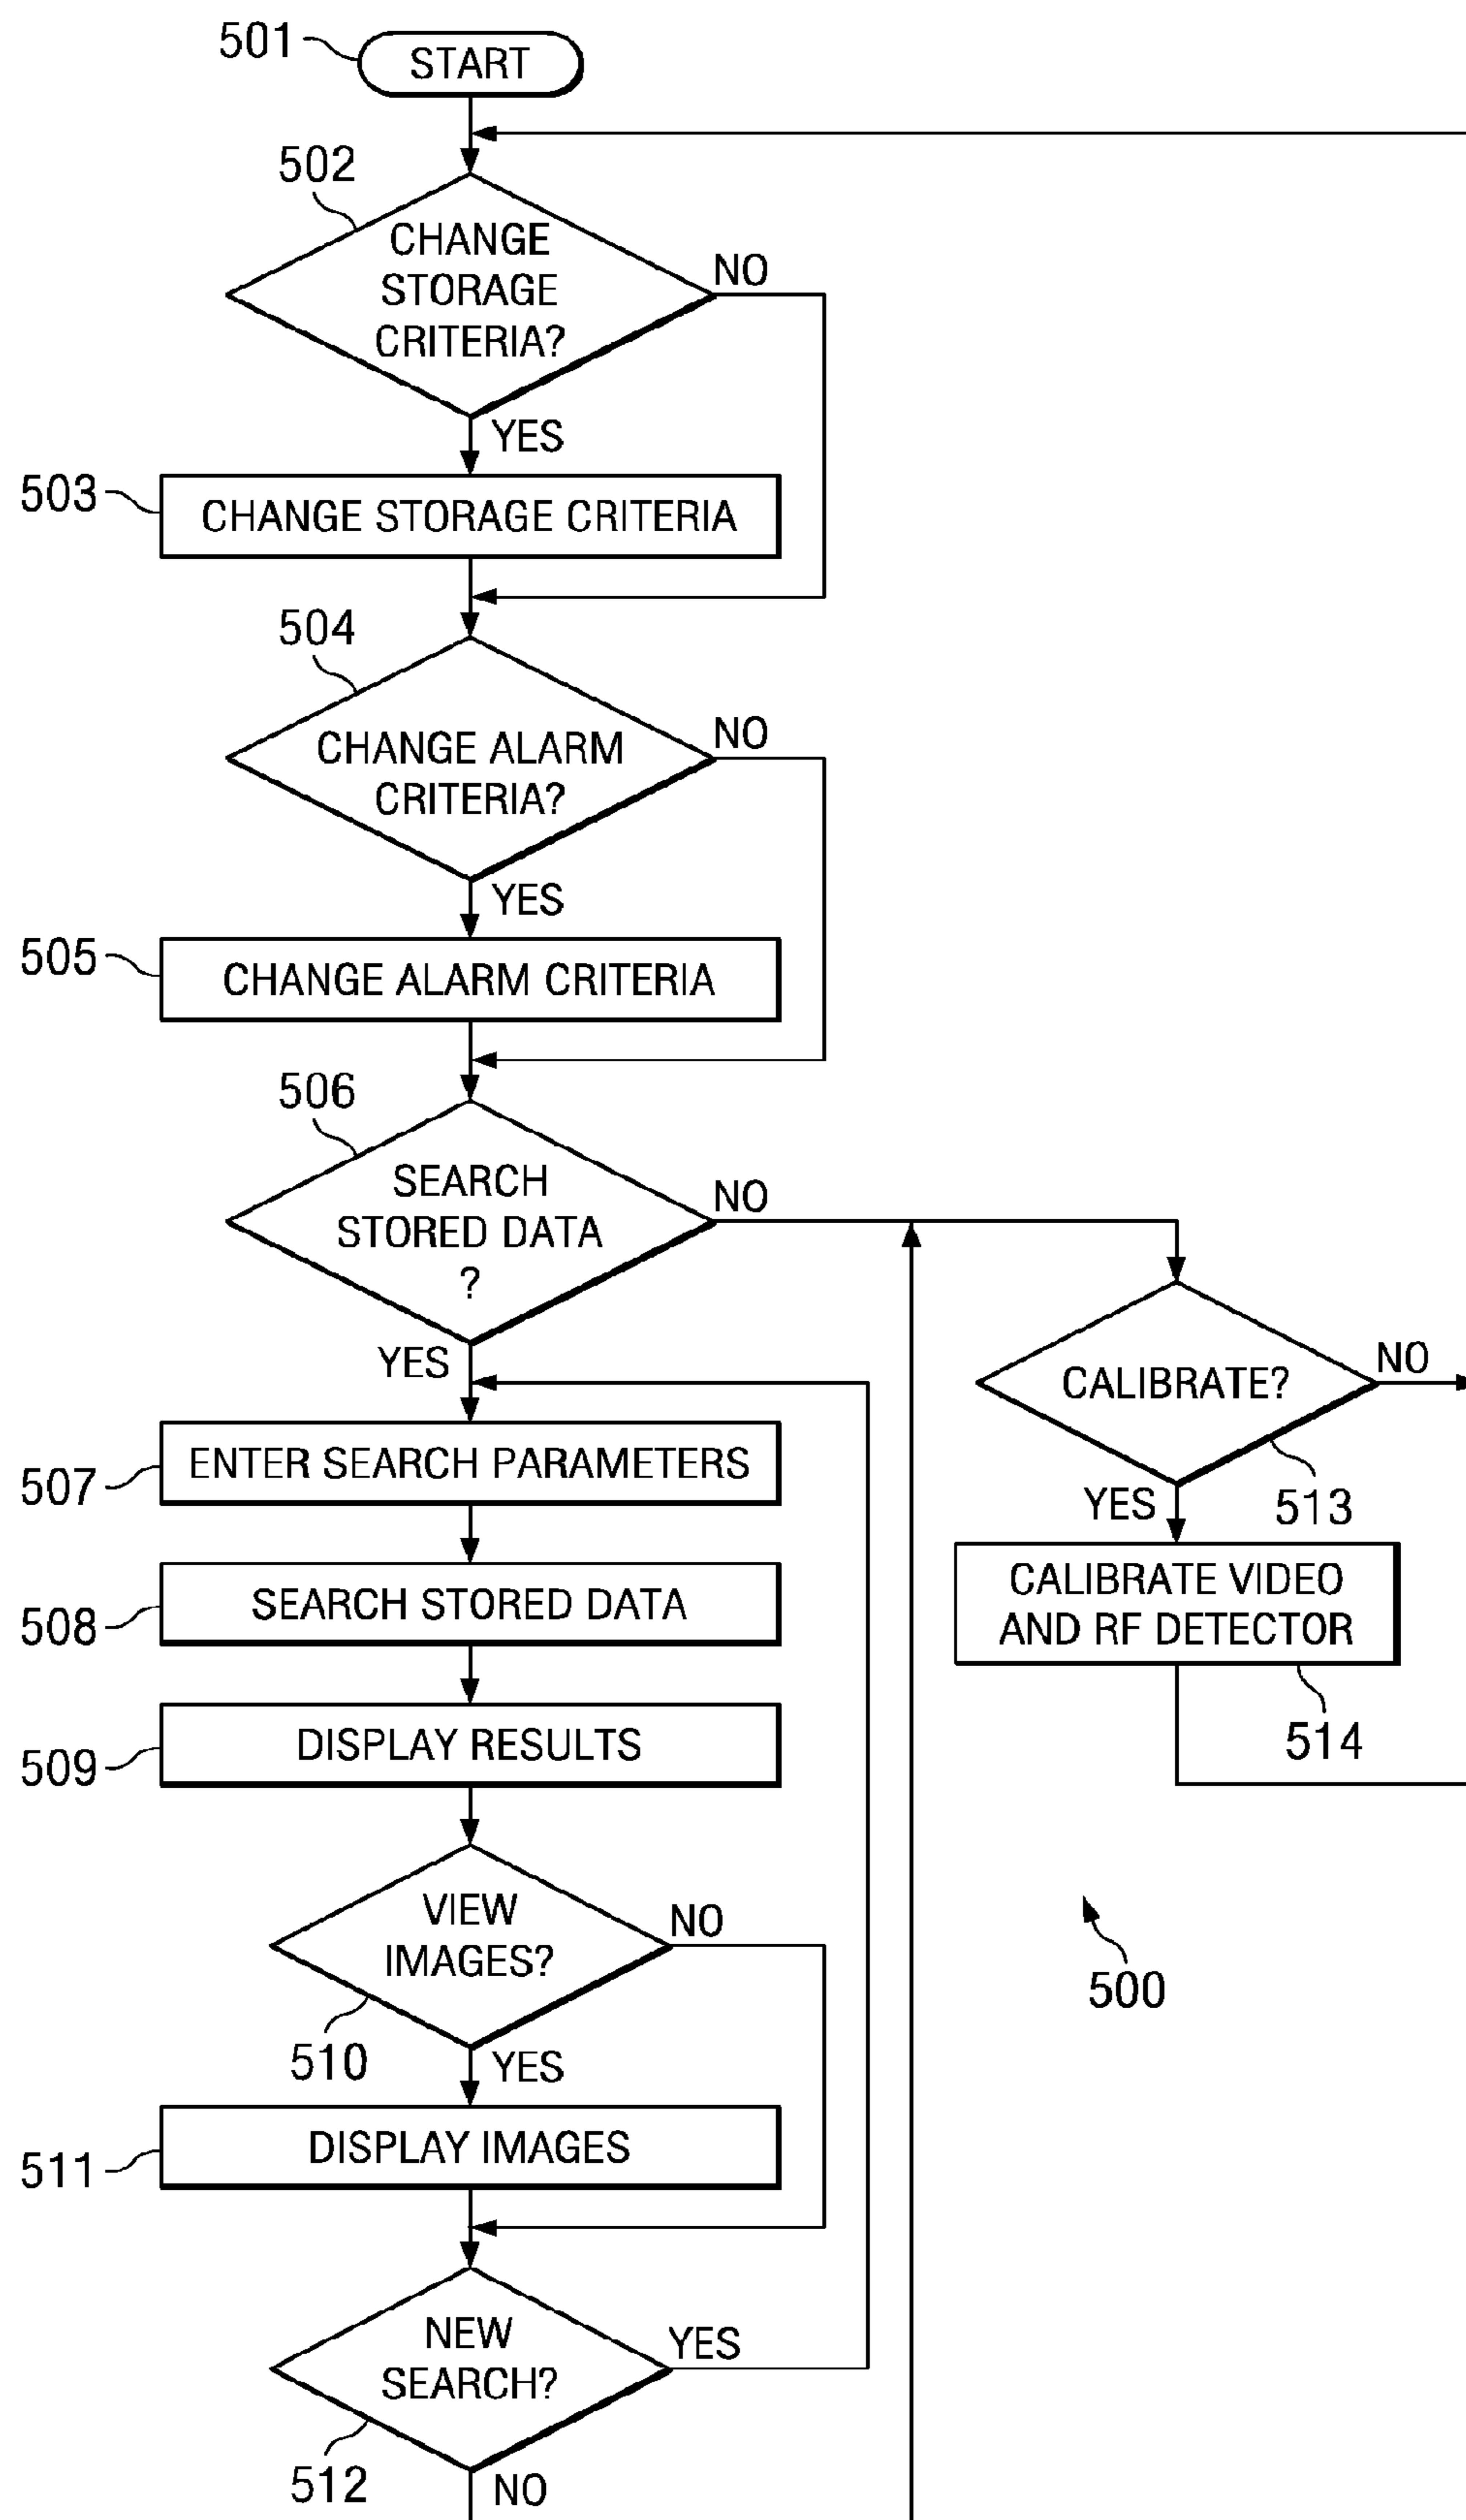 501
START
502
CHANGE
STORAGE
CRITERIA?
NO
YES
503
CHANGE STORAGE CRITERIA
504
CHANGE ALARM
CRITERIA?
NO
YES
505
CHANGE ALARM CRITERIA
506
SEARCH
STORED DATA
?
NO
YES
507
ENTER SEARCH PARAMETERS
508
SEARCH STORED DATA
509
DISPLAY RESULTS
VIEW
IMAGES?
NO
510
YES
511
DISPLAY IMAGES
NEW
SEARCH?
YES
512
NO
CALIBRATE?
NO
513
YES
CALIBRATE VIDEO
AND RF DETECTOR
514
500